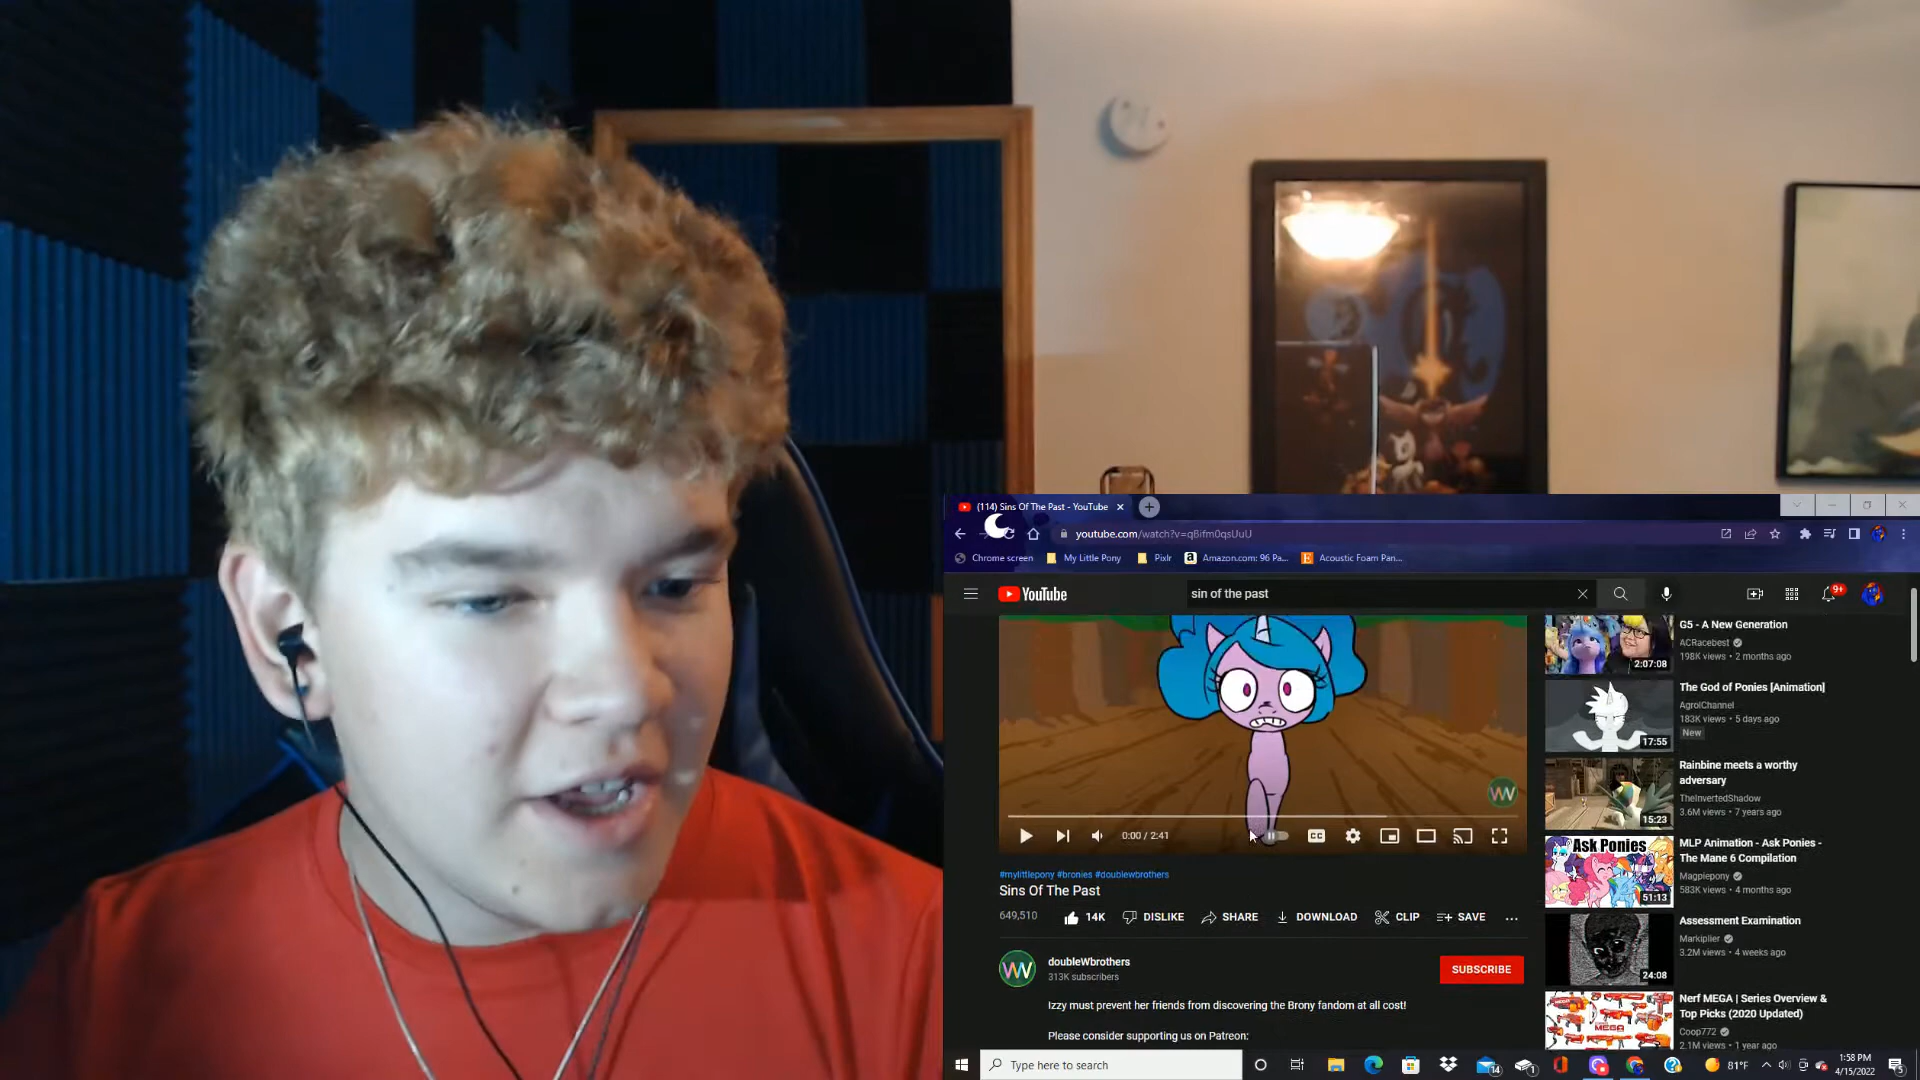 (114) Sins Of The Past - YouTube
youtube.com/watch?v=qBifm0qsUuU
Chrome screen
My Little Pony
Pixlr
Amazon.com: 96 Pa...
Acoustic Foam Pan...
YouTube
sin of the past
9+
0:00 / 2:41
CC
#mylittlepony #bronies #doublewbrothers
Sins Of The Past
649,510
14K
DISLIKE
SHARE
DOWNLOAD
CLIP
SAVE
doubleWbrothers
313K subscribers
SUBSCRIBE
Izzy must prevent her friends from discovering the Brony fandom at all cost!
Please consider supporting us on Patreon:
G5 - A New Generation
ACRacebest
198K views • 2 months ago
2:07:08
The God of Ponies [Animation]
AgrolChannel
183K views • 5 days ago
New
17:55
Rainbine meets a worthy
adversary
TheInvertedShadow
3.6M views • 7 years ago
15:23
Ask Ponies
MLP Animation - Ask Ponies -
The Mane 6 Compilation
Magpiepony
583K views • 4 months ago
51:13
Assessment Examination
Markiplier
3.2M views • 4 weeks ago
24:08
Nerf MEGA | Series Overview &
Top Picks (2020 Updated)
Coop772
2.1M views • 1 year ago
MEGA
Type here to search
14
1
81°F
1:58 PM
4/15/2022
5